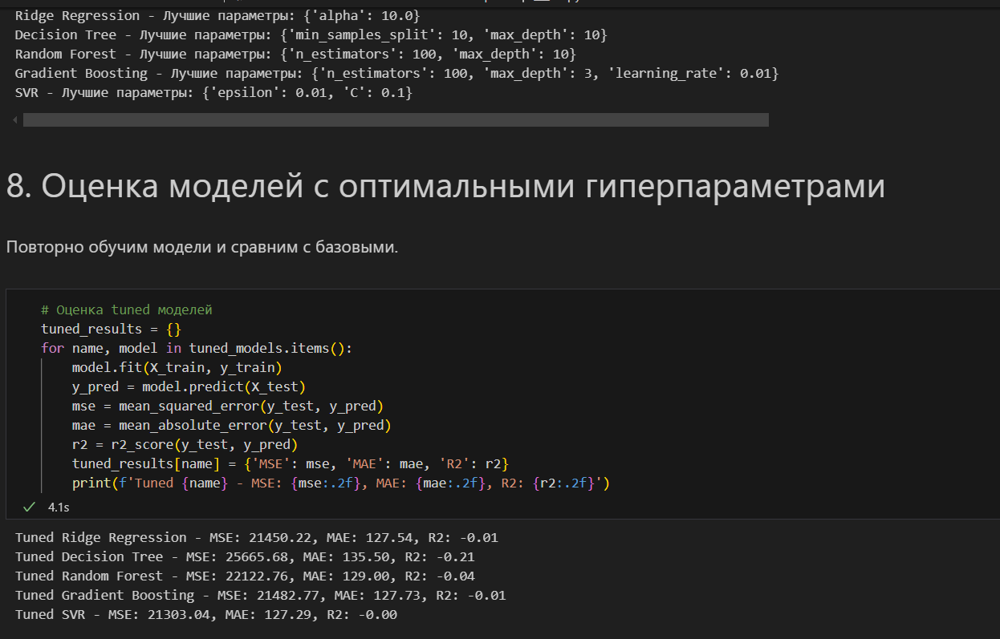 Ridge Regression - Лучшие параметры: {'alpha': 10.0}
Decision Tree - Лучшие параметры: {'min_samples_split': 10, 'max_depth': 10}
Random Forest - Лучшие параметры: {'n_estimators': 100, 'max_depth': 10}
Gradient Boosting - Лучшие параметры: {'n_estimators': 100, 'max_depth': 3, 'learning_rate': 0.01}
SVR - Лучшие параметры: {'epsilon': 0.01, 'C': 0.1}
8. Оценка моделей с оптимальными гиперпараметрами
Повторно обучим модели и сравним с базовыми.
# Оценка tuned моделей
tuned_results = {}
for name, model in tuned_models.items():
    model.fit(X_train, y_train)
    y_pred = model.predict(X_test)
    mse = mean_squared_error(y_test, y_pred)
    mae = mean_absolute_error(y_test, y_pred)
    r2 = r2_score(y_test, y_pred)
    tuned_results[name] = {'MSE': mse, 'MAE': mae, 'R2': r2}
    print(f'Tuned {name} - MSE: {mse:.2f}, MAE: {mae:.2f}, R2: {r2:.2f}')
4.1s
Tuned Ridge Regression - MSE: 21450.22, MAE: 127.54, R2: -0.01
Tuned Decision Tree - MSE: 25665.68, MAE: 135.50, R2: -0.21
Tuned Random Forest - MSE: 22122.76, MAE: 129.00, R2: -0.04
Tuned Gradient Boosting - MSE: 21482.77, MAE: 127.73, R2: -0.01
Tuned SVR - MSE: 21303.04, MAE: 127.29, R2: -0.00